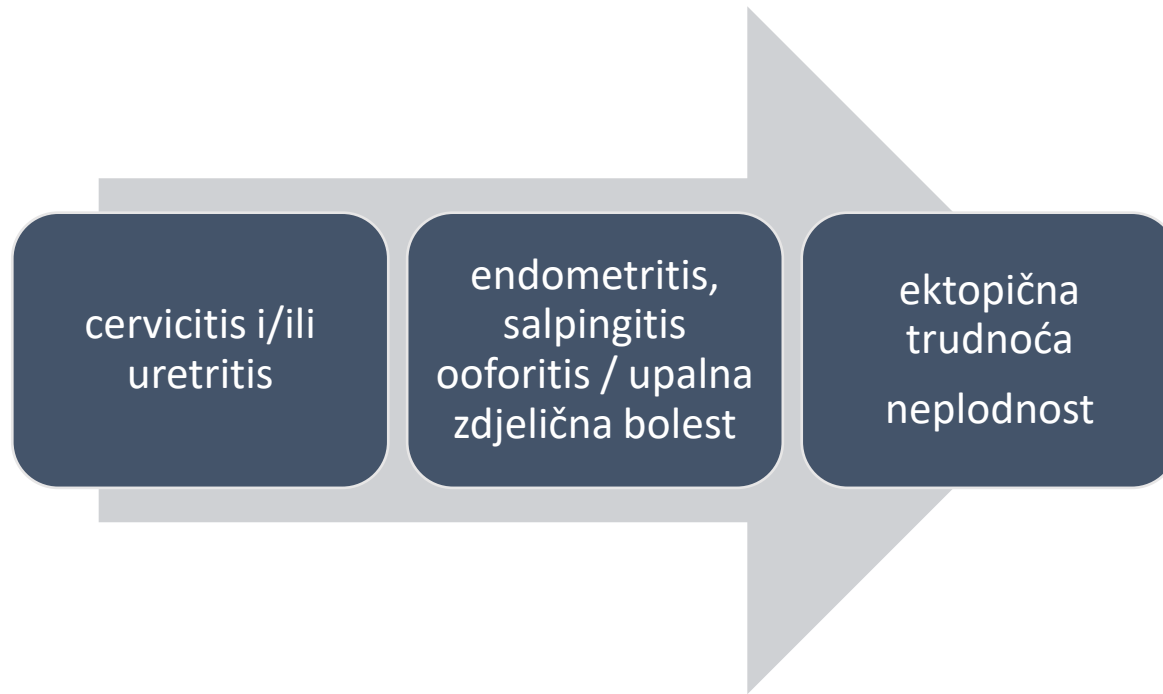 cervicitis i/ili
uretritis
endometritis,
salpingitis
ooforitis / upalna
zdjelična bolest
ektopična
trudnoća
neplodnost